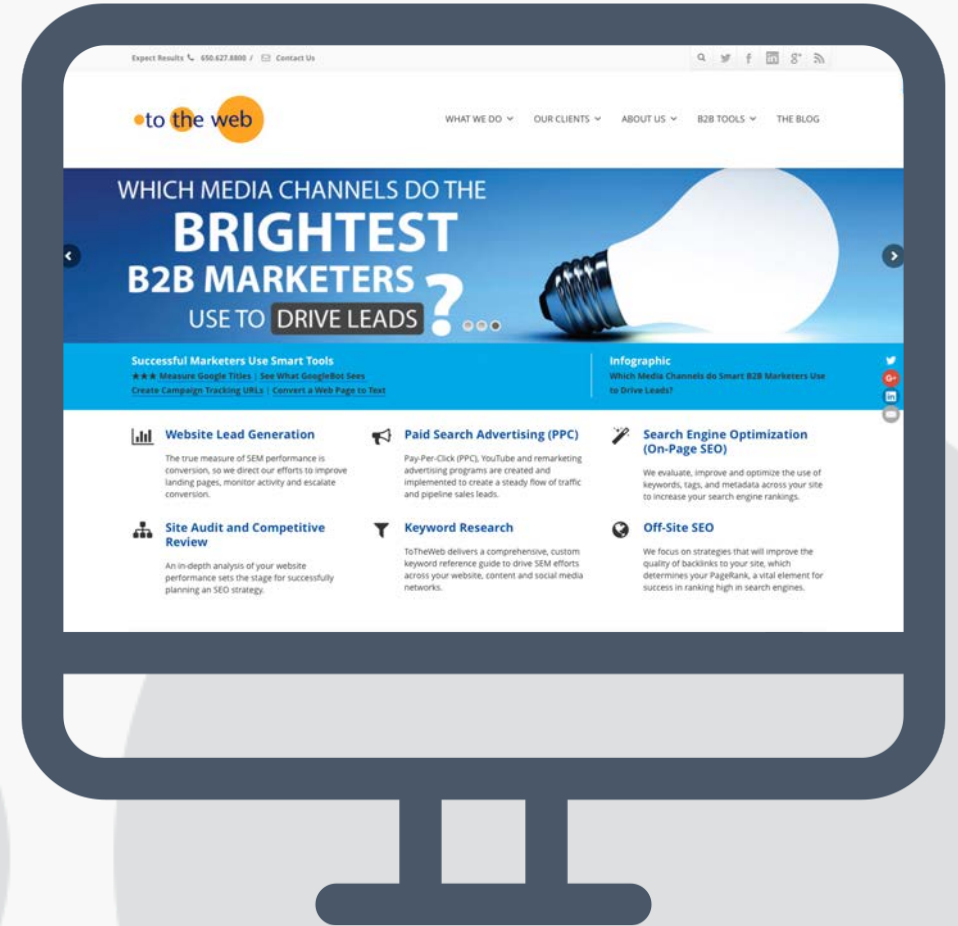 Expect Results 650.627.8800 / Contact Us
to the web
WHAT WE DO OUR CLIENTS ABOUT US B2B TOOLS THE BLOG
WHICH MEDIA CHANNELS DO THE
BRIGHTEST
B2B MARKETERS
USE TO DRIVE LEADS ?
Successful Marketers Use Smart Tools
★★★ Measure Google Titles | See What GoogleBot Sees
Create Campaign Tracking URLs | Convert a Web Page to Text
Infographic
Which Media Channels do Smart B2B Marketers Use
to Drive Leads?
Website Lead Generation
The true measure of SEM performance is
conversion, so we direct our efforts to improve
landing pages, monitor activity and escalate
conversion.
Paid Search Advertising (PPC)
Pay-Per-Click (PPC), YouTube and remarketing
advertising programs are created and
implemented to create a steady flow of traffic
and pipeline sales leads.
Search Engine Optimization
(On-Page SEO)
We evaluate, improve and optimize the use of
keywords, tags, and metadata across your site
to increase your search engine rankings.
Site Audit and Competitive
Review
An in-depth analysis of your website
performance sets the stage for successfully
planning an SEO strategy.
Keyword Research
ToTheWeb delivers a comprehensive, custom
keyword reference guide to drive SEM efforts
across your website, content and social media
networks.
Off-Site SEO
We focus on strategies that will improve the
quality of backlinks to your site, which
determines your PageRank, a vital element for
success in ranking high in search engines.